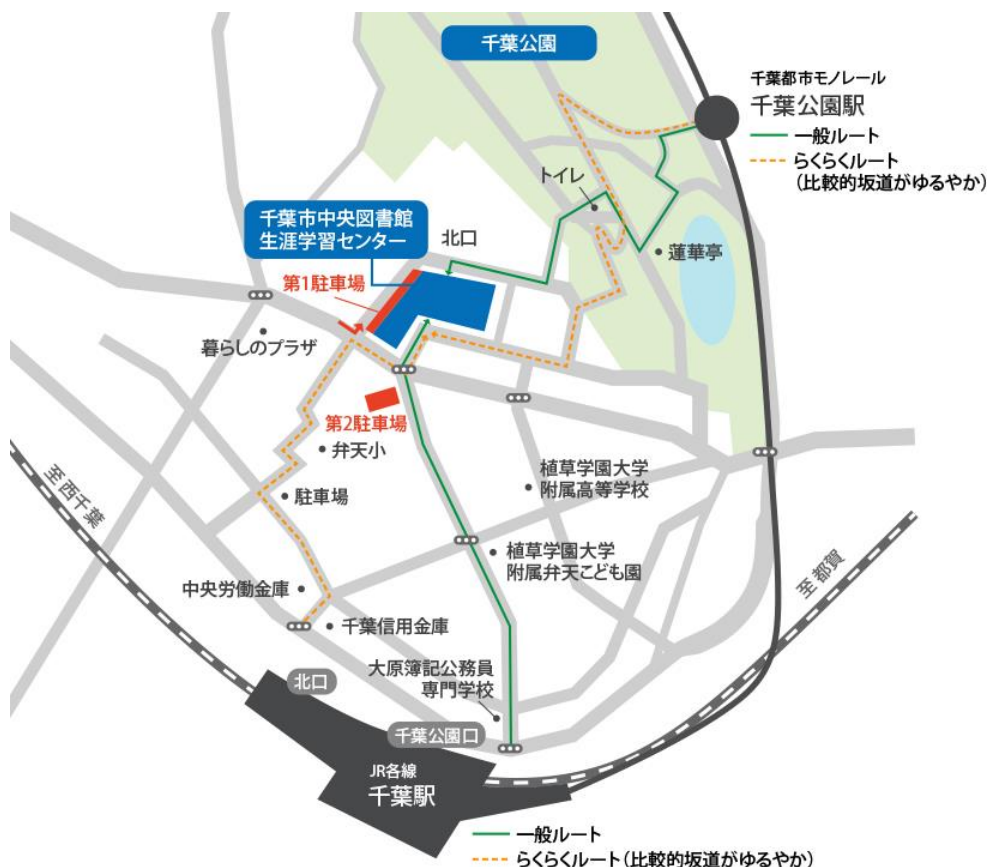 千葉公園
千葉都市モノレール
千葉公園駅
一般ルート
らくらくルート
(比較的坂道がゆるやか)
トイレ
千葉市中央図書館
生涯学習センター
北口
蓮華亭
第1駐車場
暮らしのプラザ
第2駐車場
弁天小
植草学園大学
附属高等学校
至西千葉
駐車場
植草学園大学
附属弁天こども園
至 都賀
中央労働金庫
千葉信用金庫
大原簿記公務員
専門学校
北口
千葉公園口
JR各線
千葉駅
一般ルート
らくらくルート(比較的坂道がゆるやか)